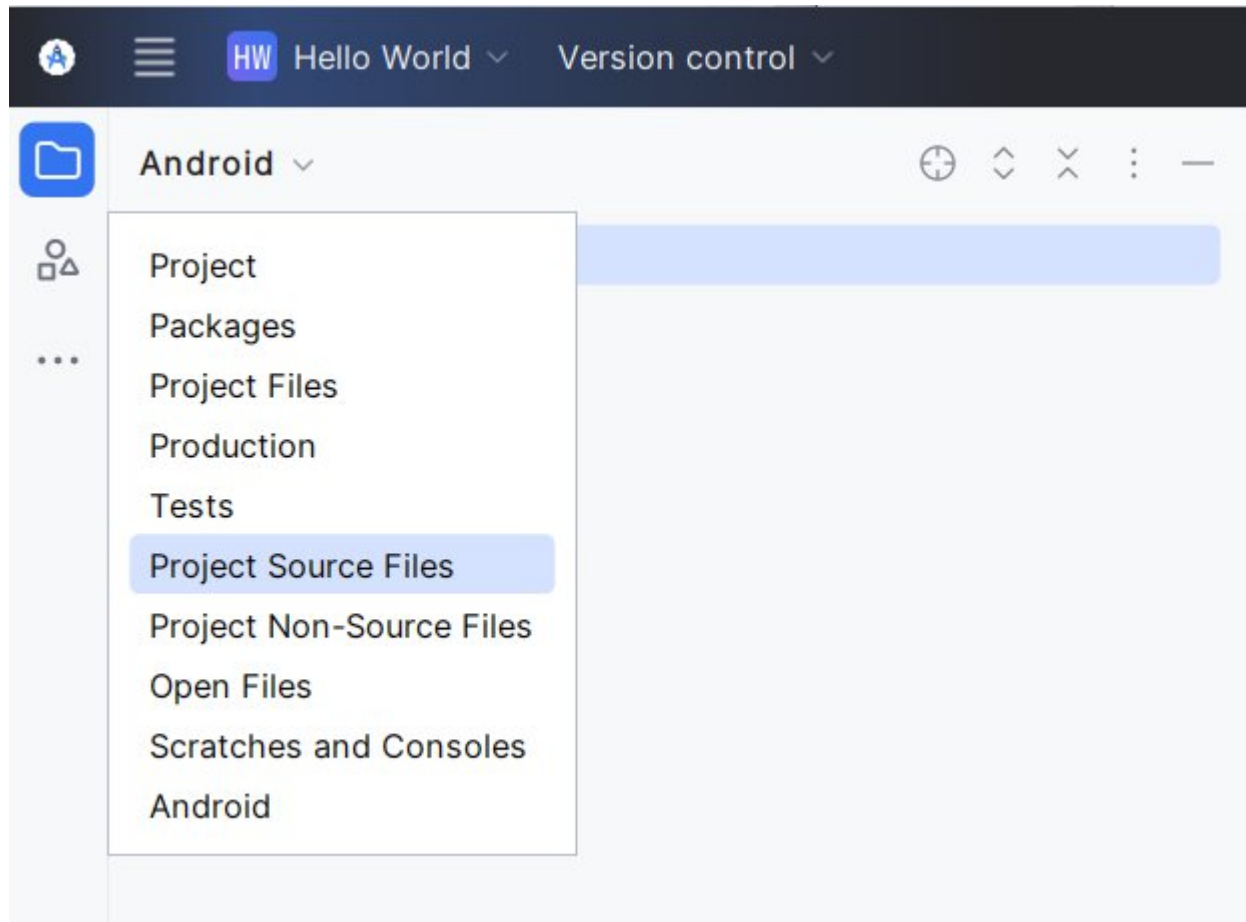 HW Hello World Version control
Android
Project
Packages
Project Files
Production
Tests
Project Source Files
Project Non-Source Files
Open Files
Scratches and Consoles
Android